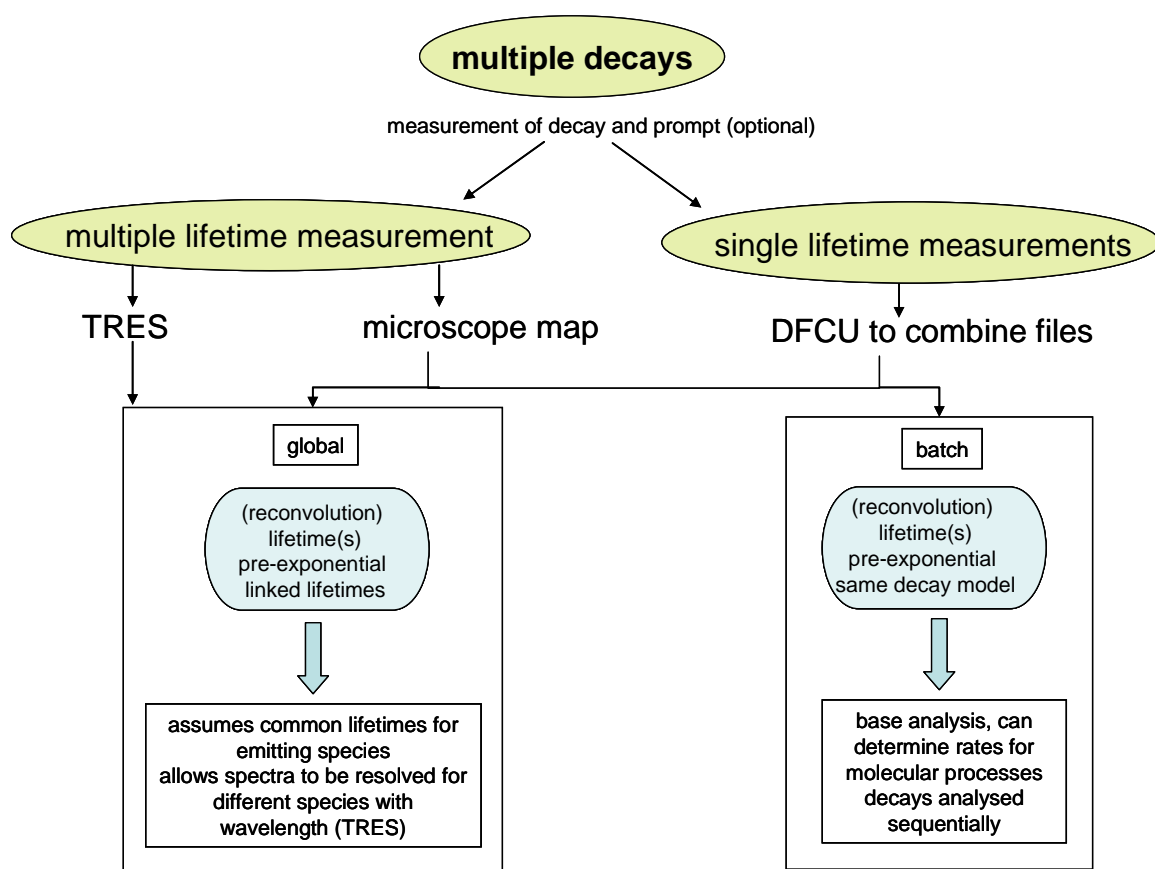 multiple decays
measurement of decay and prompt (optional)
multiple lifetime measurement
single lifetime measurements
TRES
microscope map
DFCU to combine files
global
(reconvolution)
lifetime(s)
pre-exponential
linked lifetimes
assumes common lifetimes for
emitting species
allows spectra to be resolved for
different species with
wavelength (TRES)
batch
(reconvolution)
lifetime(s)
pre-exponential
same decay model
base analysis, can
determine rates for
molecular processes
decays analysed
sequentially